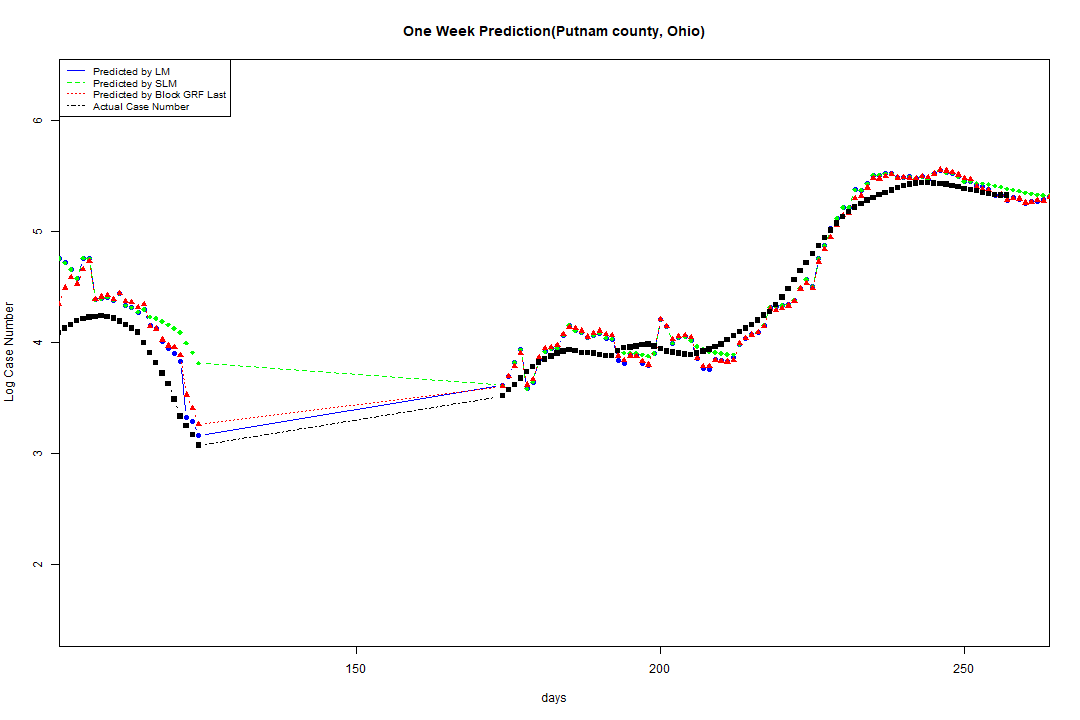 One Week Prediction(Putnam county, Ohio)
Predicted by LM
Predicted by SLM
Predicted by Block GRF Last
Actual Case Number
Log Case Number
6
5
4
3
2
150
200
250
days